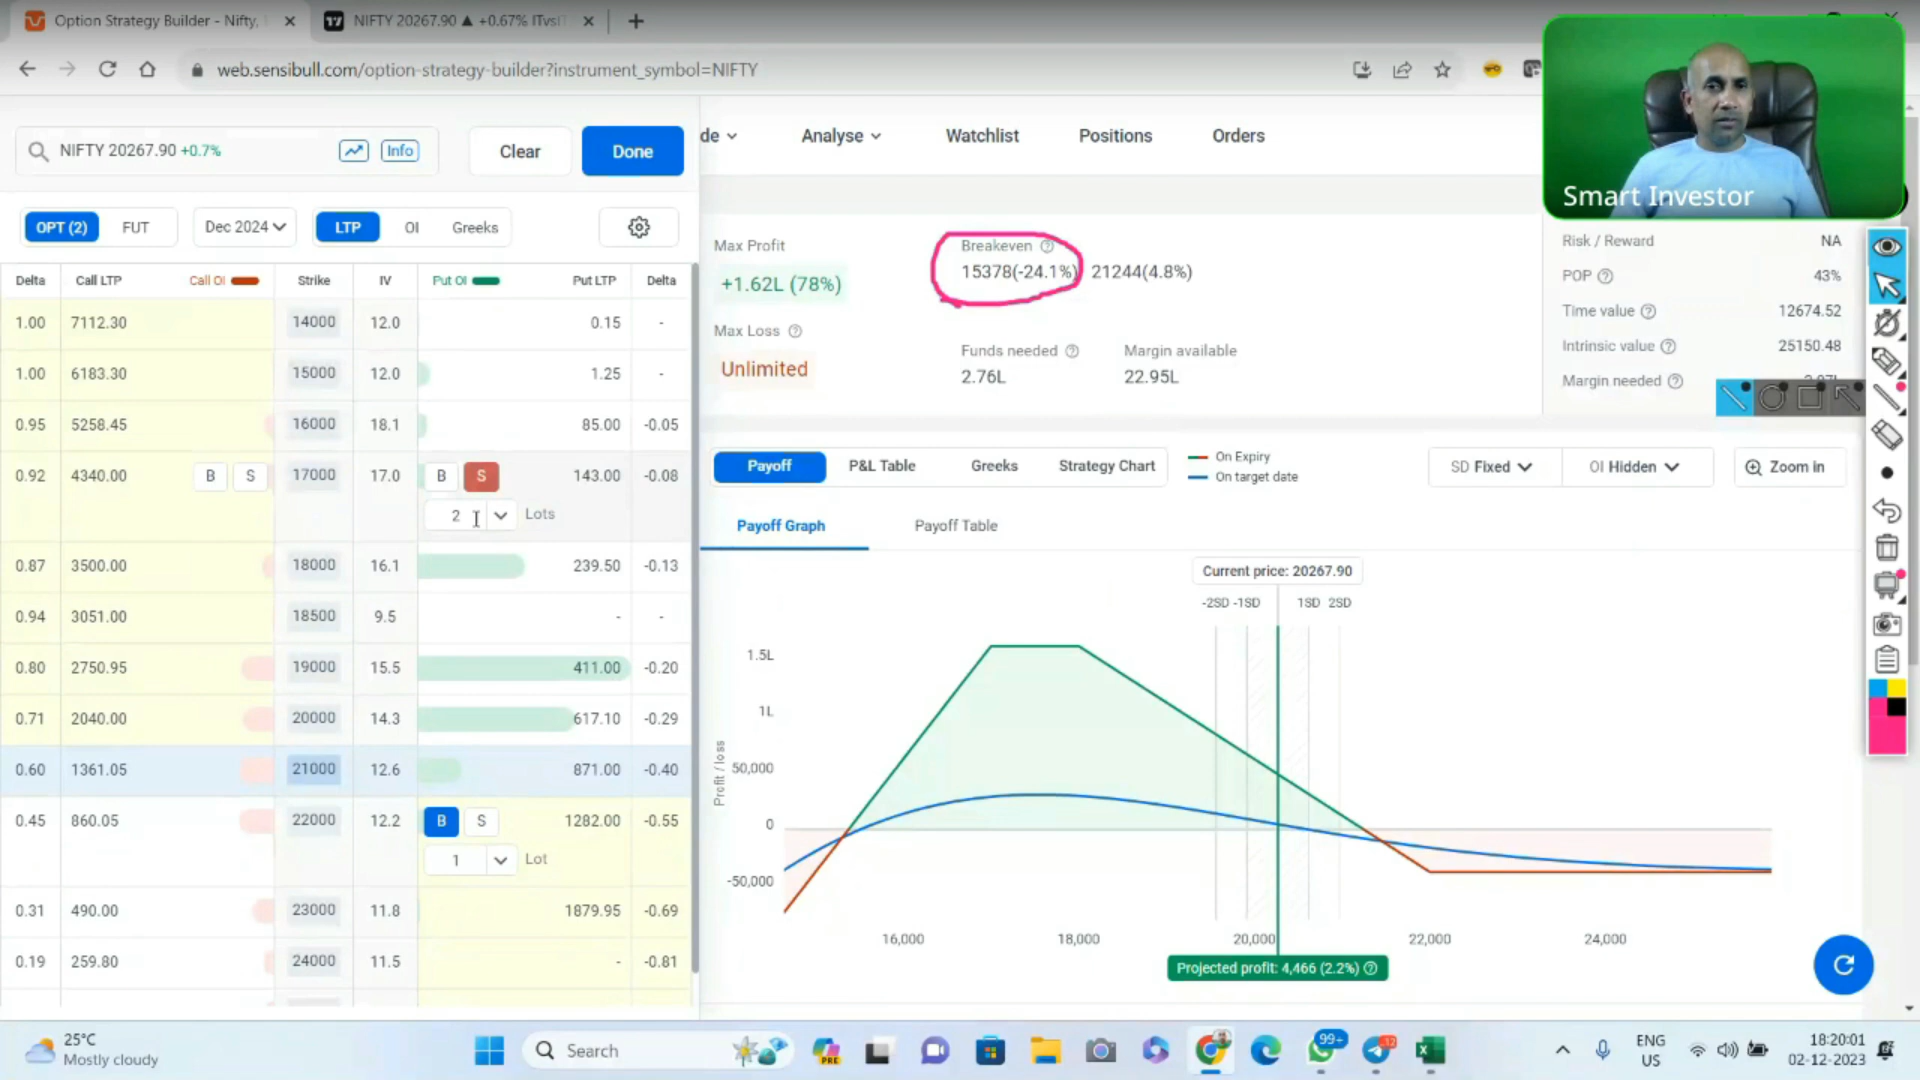 Option Strategy Builder - Nifty,
NIFTY 20267.90 ▲ +0.67% ITvsIT
web.sensibull.com/option-strategy-builder?instrument_symbol=NIFTY
Smart Investor
NIFTY 20267.90 +0.7%
Info
Clear
Done
de
Analyse
Watchlist
Positions
Orders
OPT (2)
FUT
Dec 2024
LTP
OI
Greeks
Delta Call LTP Call OI Strike IV Put OI Put LTP Delta
1.00 7112.30 14000 12.0 0.15 -
1.00 6183.30 15000 12.0 1.25 -
0.95 5258.45 16000 18.1 85.00 -0.05
0.92 4340.00 B S 17000 17.0 B S 143.00 -0.08
2 Lots
0.87 3500.00 18000 16.1 239.50 -0.13
0.94 3051.00 18500 9.5 - -
0.80 2750.95 19000 15.5 411.00 -0.20
0.71 2040.00 20000 14.3 617.10 -0.29
0.60 1361.05 21000 12.6 871.00 -0.40
0.45 860.05 22000 12.2 B S 1282.00 -0.55
1 Lot
0.31 490.00 23000 11.8 1879.95 -0.69
0.19 259.80 24000 11.5 - -0.81
Max Profit
+1.62L (78%)
Max Loss
Unlimited
Breakeven
15378(-24.1%) 21244(4.8%)
Funds needed
2.76L
Margin available
22.95L
Risk / Reward NA
POP 43%
Time value 12674.52
Intrinsic value 25150.48
Margin needed
Payoff
P&L Table
Greeks
Strategy Chart
On Expiry
On target date
SD Fixed
OI Hidden
Zoom in
Payoff Graph
Payoff Table
Current price: 20267.90
-2SD -1SD 1SD 2SD
Profit / loss
1.5L
1L
50,000
0
-50,000
16,000 18,000 20,000 22,000 24,000
Projected profit: 4,466 (2.2%)
25°C
Mostly cloudy
Search
PRE
99+
12
ENG
US
18:20:01
02-12-2023